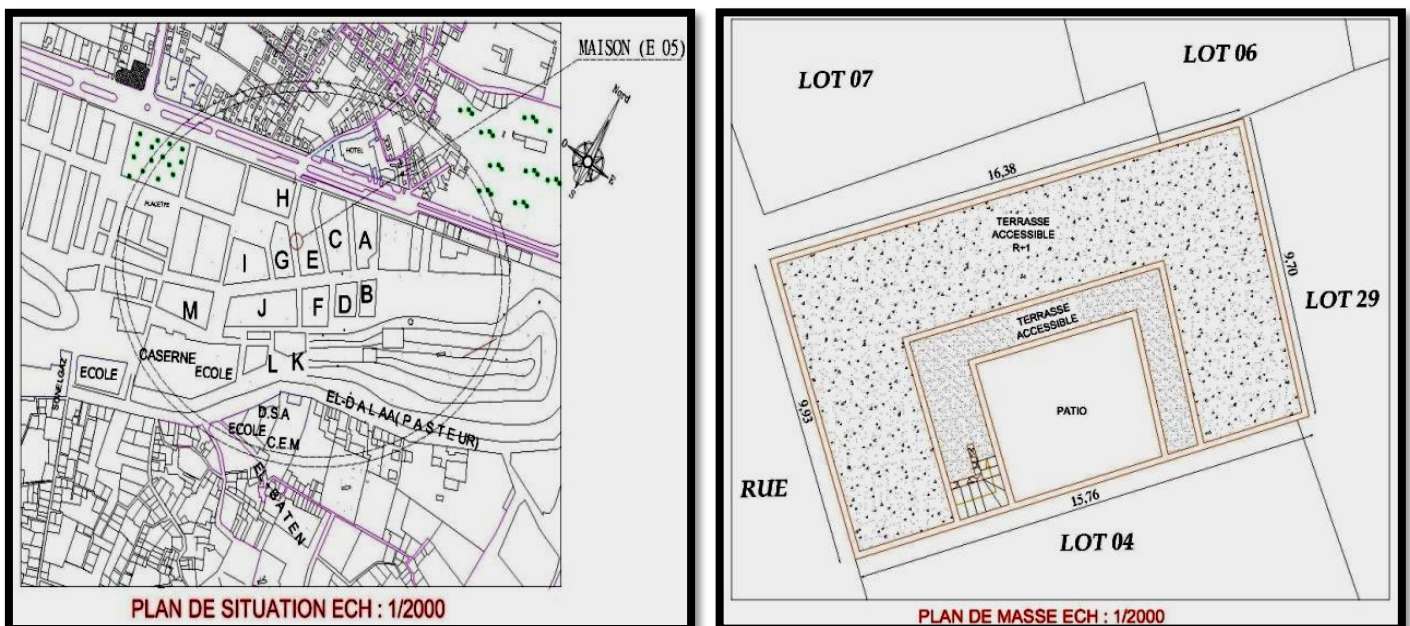 MAISON (E 05)
Nord
O
E
S
HOTEL
PLACETTE
H
C
A
G
E
I
M
J
F
D
B
CASERNE
ECOLE
L
K
ECOLE
SONELGAZ
D.S.A
ECOLE
C.E.M
EL-DALAA(PASTEUR)
EL-BATEN
PLAN DE SITUATION ECH : 1/2000
LOT 07
LOT 06
16,38
TERRASSE
ACCESSIBLE
R+1
9,70
LOT 29
TERRASSE
ACCESSIBLE
PATIO
9,93
RUE
15,76
LOT 04
PLAN DE MASSE ECH : 1/2000